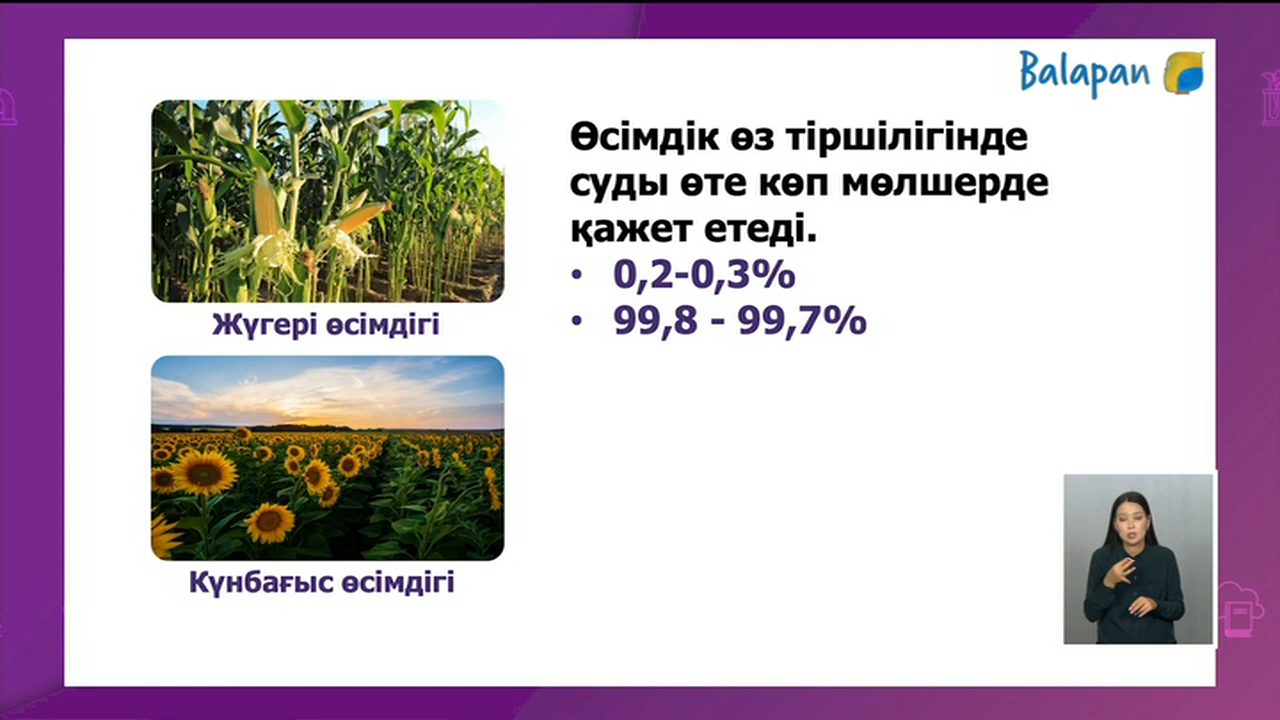 Balapan
Өсімдік өз тіршілігінде
суды өте көп мөлшерде
қажет етеді.
• 0,2-0,3%
• 99,8 - 99,7%
Жүгері өсімдігі
Күнбағыс өсімдігі